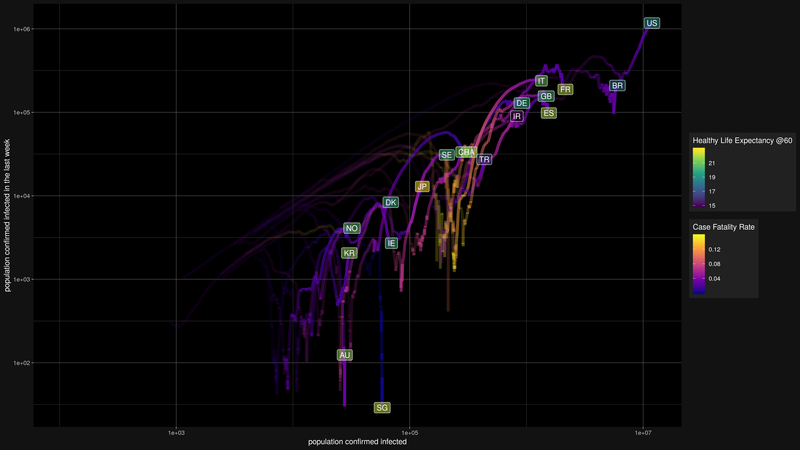 US
1e+06
IT
FR
BR
GB
DE
1e+05
ES
IR
Healthy Life Expectancy @60
21
19
17
15
SE
TR
JP
1e+04
DK
NO
IE
KR
Case Fatality Rate
0.12
0.08
0.04
population confirmed infected in the last week
1e+03
1e+02
AU
SG
1e+03
1e+05
1e+07
population confirmed infected